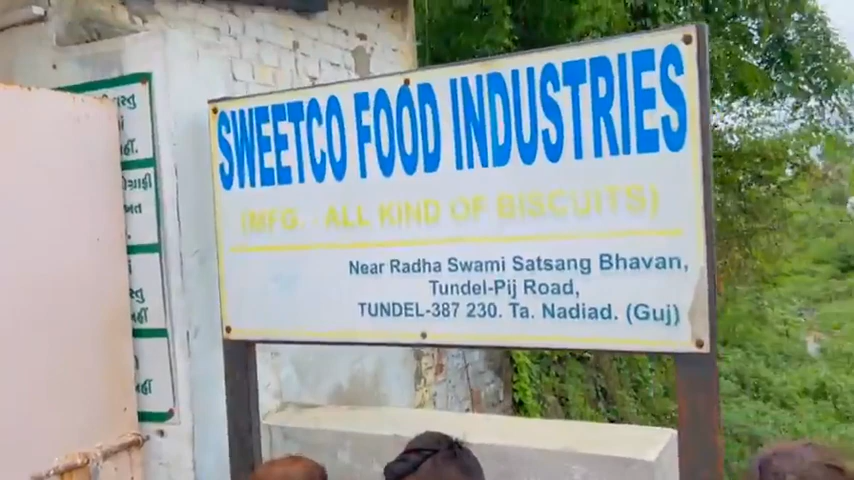 SWEETCO FOOD INDUSTRIES
(MFG. - ALL KIND OF BISCUITS)
Near Radha Swami Satsang Bhavan,
Tundel-Pij Road,
TUNDEL-387 230. Ta. Nadiad. (Guj)